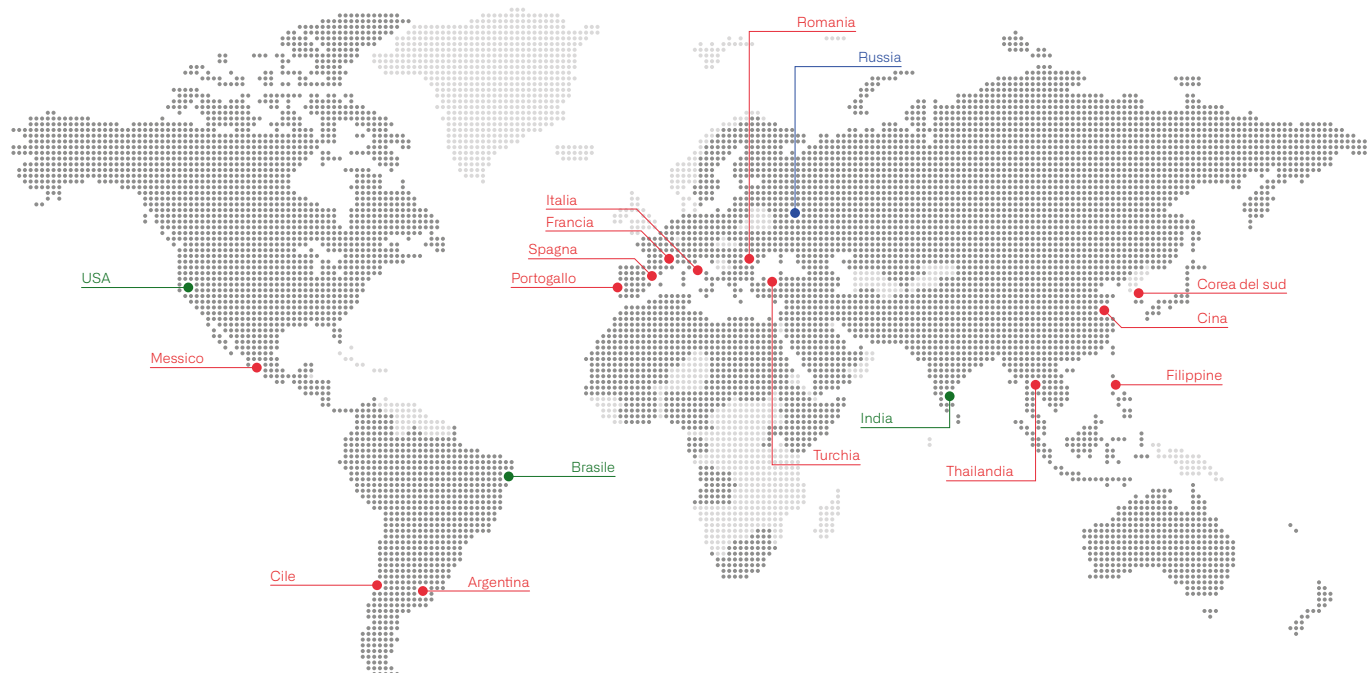 Romania
Russia
Italia
Francia
Spagna
Portogallo
USA
Corea del sud
Cina
Messico
Filippine
India
Turchia
Brasile
Thailandia
Cile
Argentina